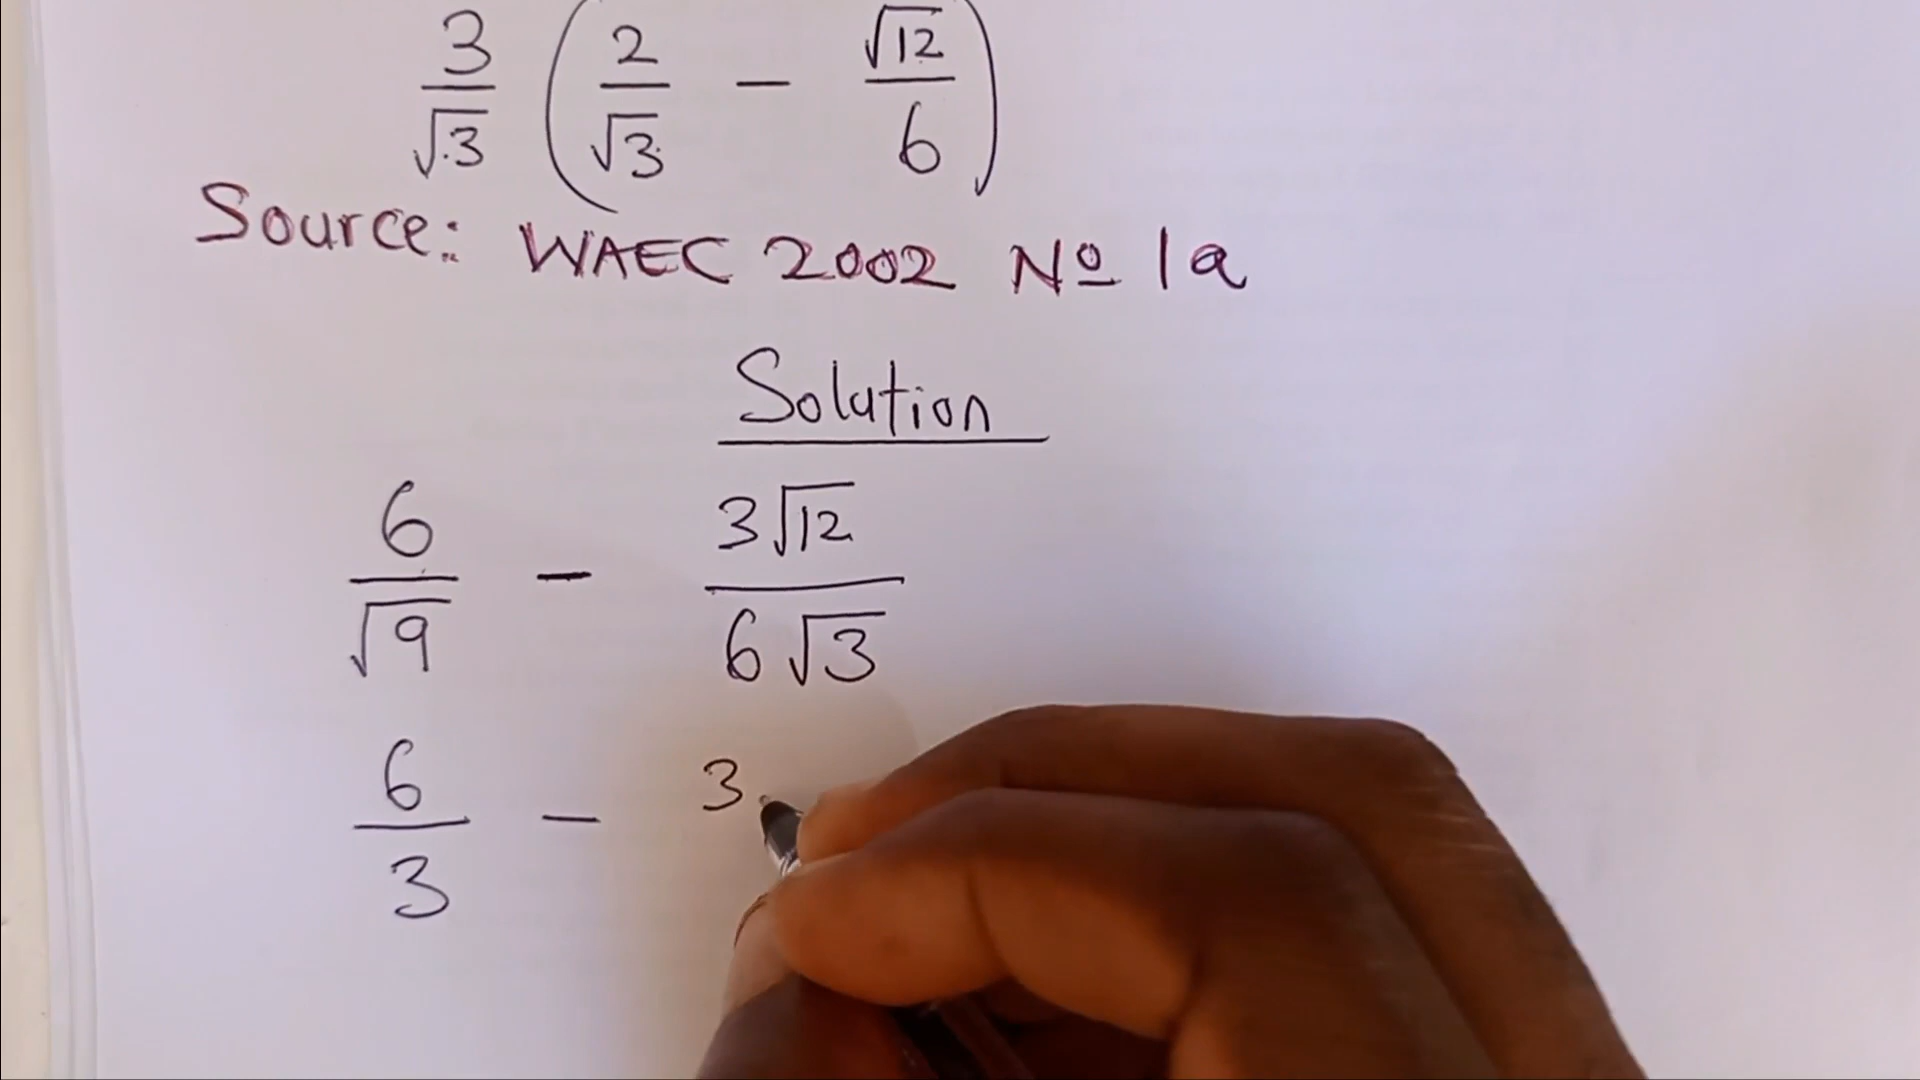 3/√3 (2/√3 - √12/6)
Source: WAEC 2002 No 1a
Solution
6/√9 - 3√12/6√3
6/3 - 3